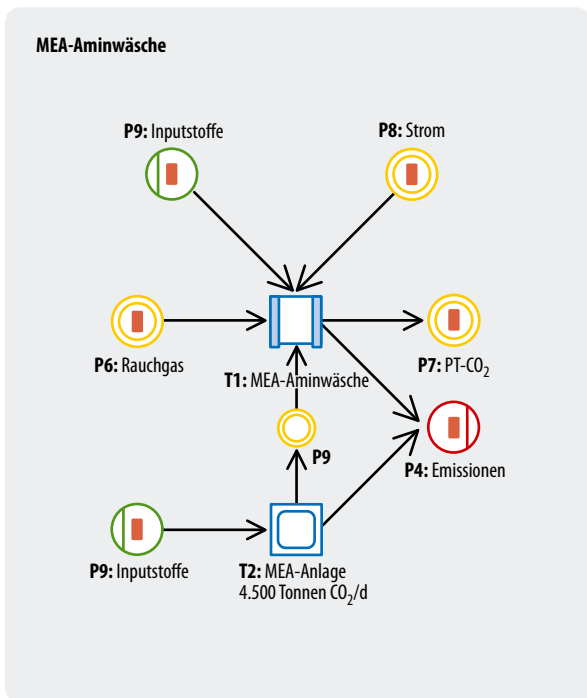 MEA-Aminwäsche
P9: Inputstoffe
P8: Strom
P6: Rauchgas
T1: MEA-Aminwäsche
P7: PT-CO₂
P9
P4: Emissionen
P9: Inputstoffe
T2: MEA-Anlage
4.500 Tonnen CO₂/d